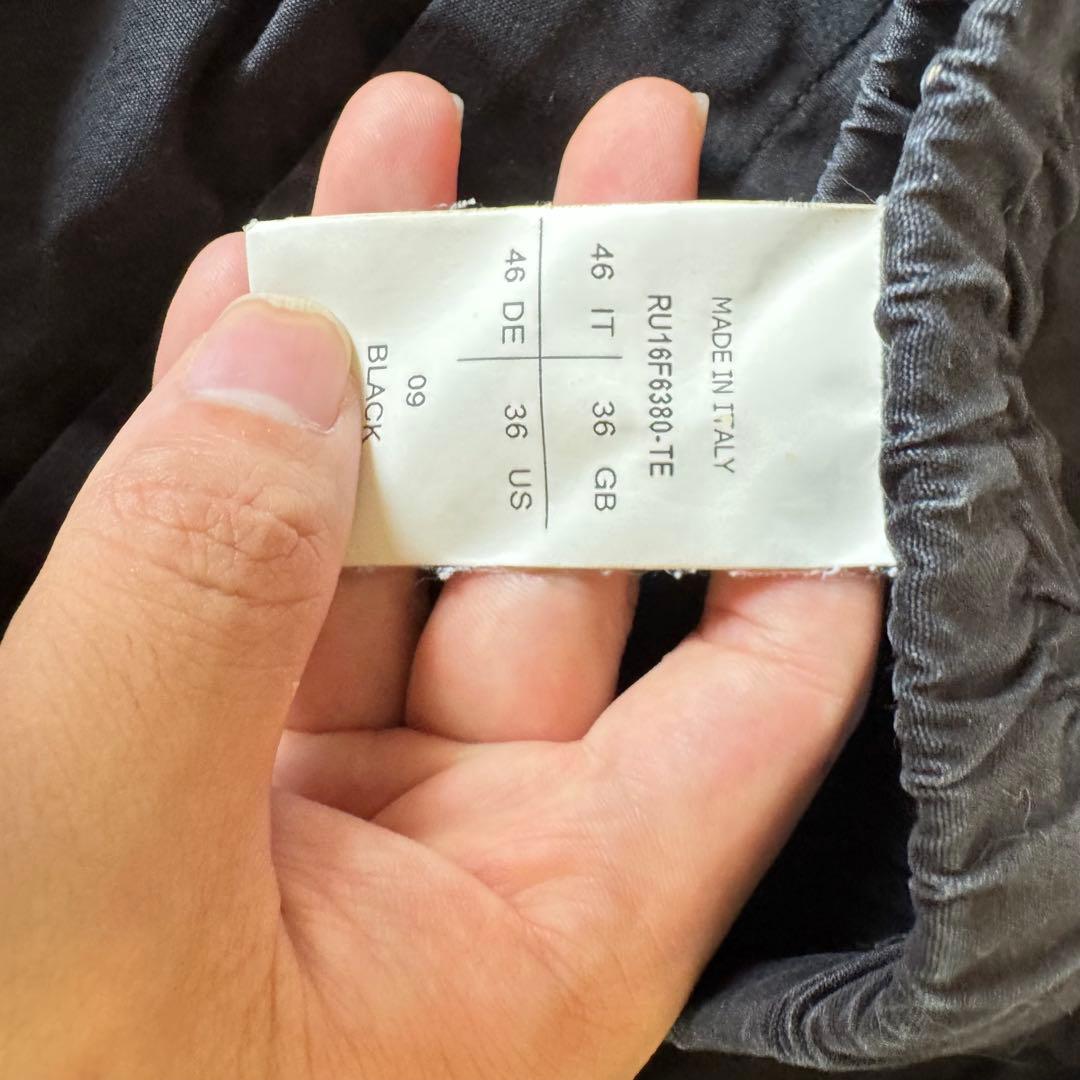 MADE IN ITALY
RU16F6380-TE
46 IT 36 GB
46 DE 36 US
09
BLACK